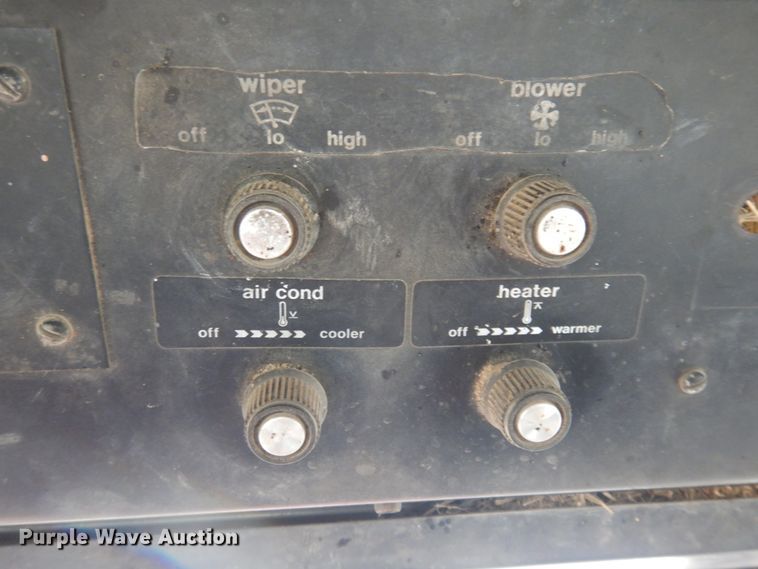 wiper
off lo high
blower
off lo high
air cond
off cooler
heater
off warmer
Purple Wave Auction